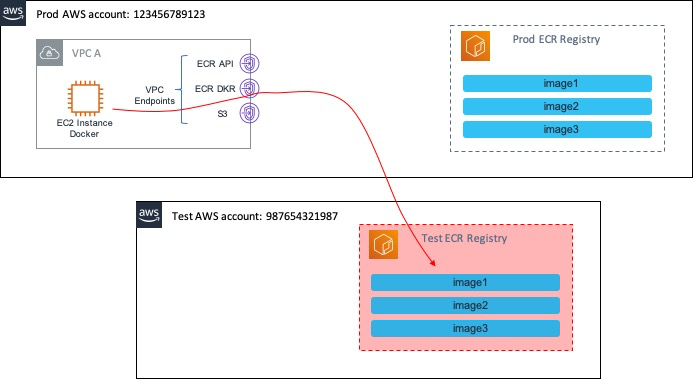 aws
Prod AWS account: 123456789123
VPC A
ECR API
VPC
Endpoints
ECR DKR
S3
EC2 Instance
Docker
Prod ECR Registry
image1
image2
image3
aws
Test AWS account: 987654321987
Test ECR Registry
image1
image2
image3